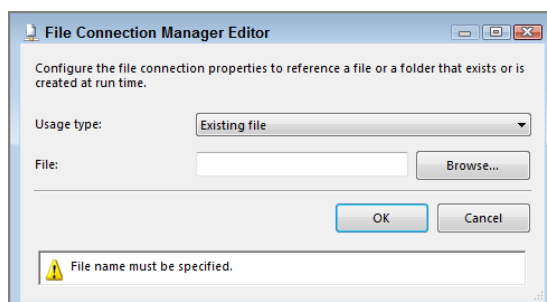 File Connection Manager Editor
Configure the file connection properties to reference a file or a folder that exists or is
created at run time.
Usage type:
Existing file
File:
Browse...
OK
Cancel
File name must be specified.